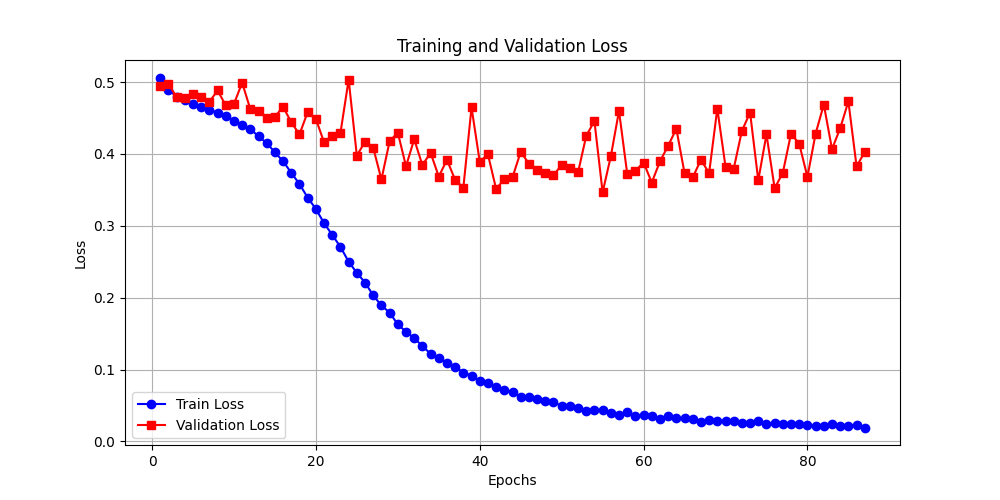 Training and Validation Loss
0.5
0.4
0.3
0.2
0.1
0.0
Loss
Train Loss
Validation Loss
0 20 40 60 80
Epochs